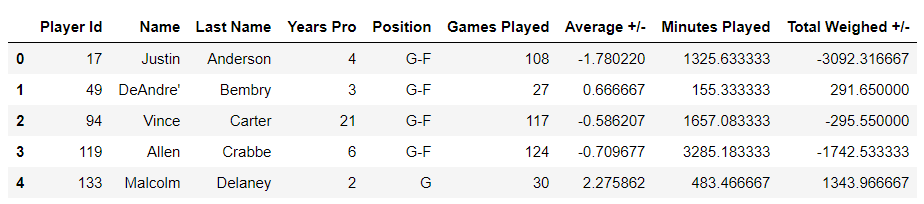 Player Id Name Last Name Years Pro Position Games Played Average +/- Minutes Played Total Weighed +/-
0 17 Justin Anderson 4 G-F 108 -1.780220 1325.633333 -3092.316667
1 49 DeAndre' Bembry 3 G-F 27 0.666667 155.333333 291.650000
2 94 Vince Carter 21 G-F 117 -0.586207 1657.083333 -295.550000
3 119 Allen Crabbe 6 G-F 124 -0.709677 3285.183333 -1742.533333
4 133 Malcolm Delaney 2 G 30 2.275862 483.466667 1343.966667